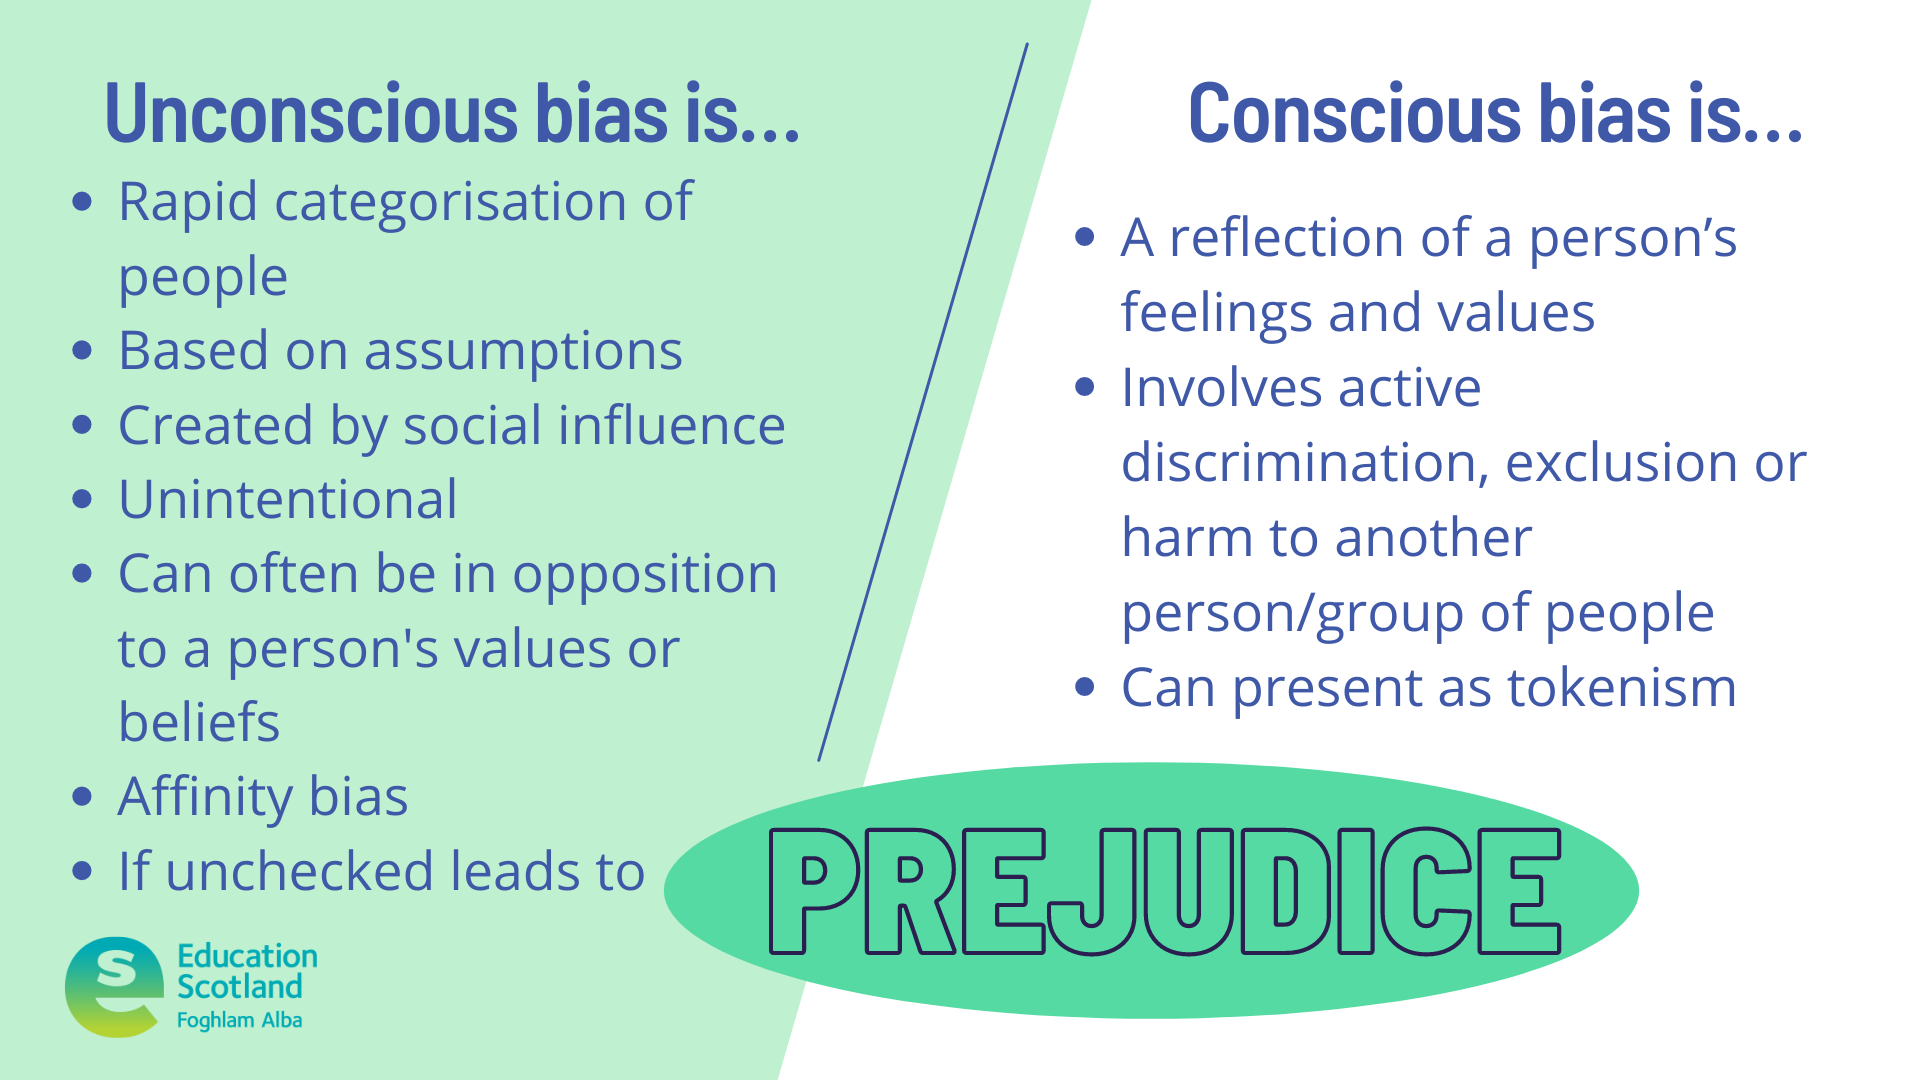 Unconscious bias is...
• Rapid categorisation of
people
• Based on assumptions
• Created by social influence
• Unintentional
• Can often be in opposition
to a person's values or
beliefs
• Affinity bias
• If unchecked leads to
PREJUDICE
Conscious bias is...
• A reflection of a person’s
feelings and values
• Involves active
discrimination, exclusion or
harm to another
person/group of people
• Can present as tokenism
Education
Scotland
Foghlam Alba